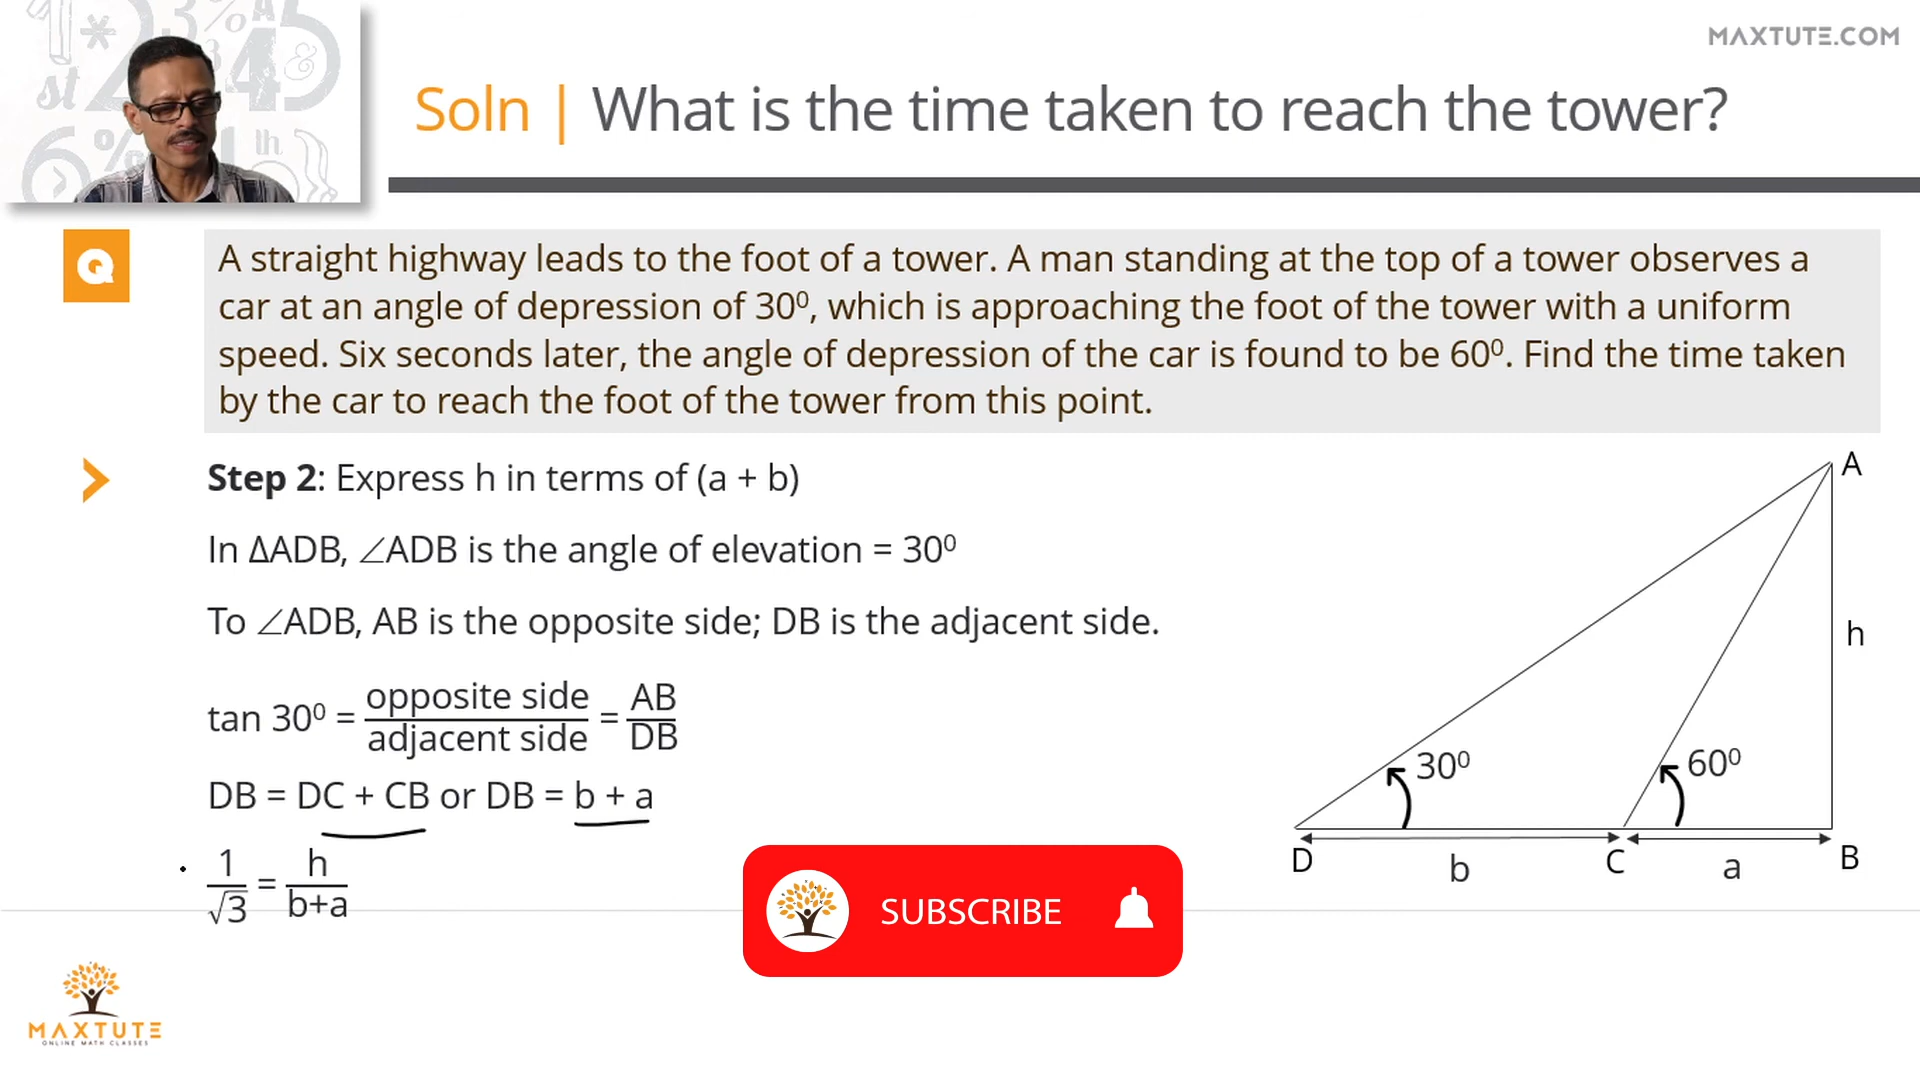 MAXTUTE.COM
Soln | What is the time taken to reach the tower?
Q
A straight highway leads to the foot of a tower. A man standing at the top of a tower observes a
car at an angle of depression of 30⁰, which is approaching the foot of the tower with a uniform
speed. Six seconds later, the angle of depression of the car is found to be 60⁰. Find the time taken
by the car to reach the foot of the tower from this point.
Step 2: Express h in terms of (a + b)
In ΔADB, ∠ADB is the angle of elevation = 30⁰
To ∠ADB, AB is the opposite side; DB is the adjacent side.
tan 30⁰ = opposite side / adjacent side = AB / DB
DB = DC + CB or DB = b + a
1 / √3 = h / b+a
A
h
30⁰
60⁰
D
b
C
a
B
SUBSCRIBE
MAXTUTE
ONLINE MATH CLASSES